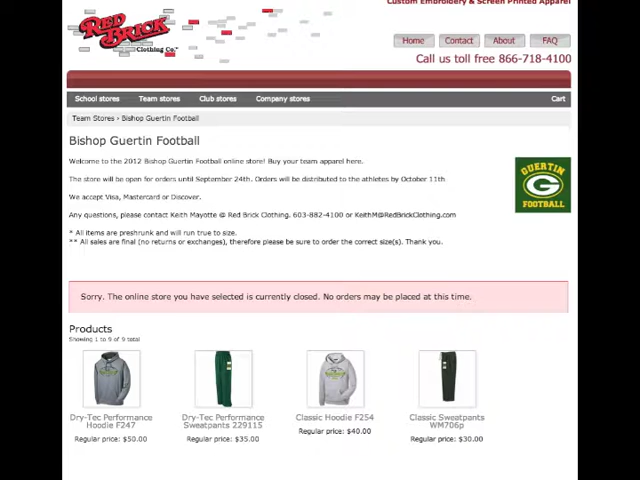 Custom Embroidery & Screen Printed Apparel
RED BRICK
Clothing Co.™
Home Contact About FAQ
Call us toll free 866-718-4100
School stores Team stores Club stores Company stores Cart
Team Stores › Bishop Guertin Football
Bishop Guertin Football
Welcome to the 2012 Bishop Guertin Football online store! Buy your team apparel here.
The store will be open for orders until September 24th. Orders will be distributed to the athletes by October 11th
We accept Visa, Mastercard or Discover.
Any questions, please contact Keith Mayotte @ Red Brick Clothing. 603-882-4100 or KeithM@RedBrickClothing.com
* All items are preshrunk and will run true to size.
** All sales are final (no returns or exchanges), therefore please be sure to order the correct size(s). Thank you.
GUERTIN
G
FOOTBALL
Sorry. The online store you have selected is currently closed. No orders may be placed at this time.
Products
Showing 1 to 9 of 9 total
Dry-Tec Performance Hoodie F247
Regular price: $50.00
Dry-Tec Performance Sweatpants 229115
Regular price: $35.00
Classic Hoodie F254
Regular price: $40.00
Classic Sweatpants WM706p
Regular price: $30.00